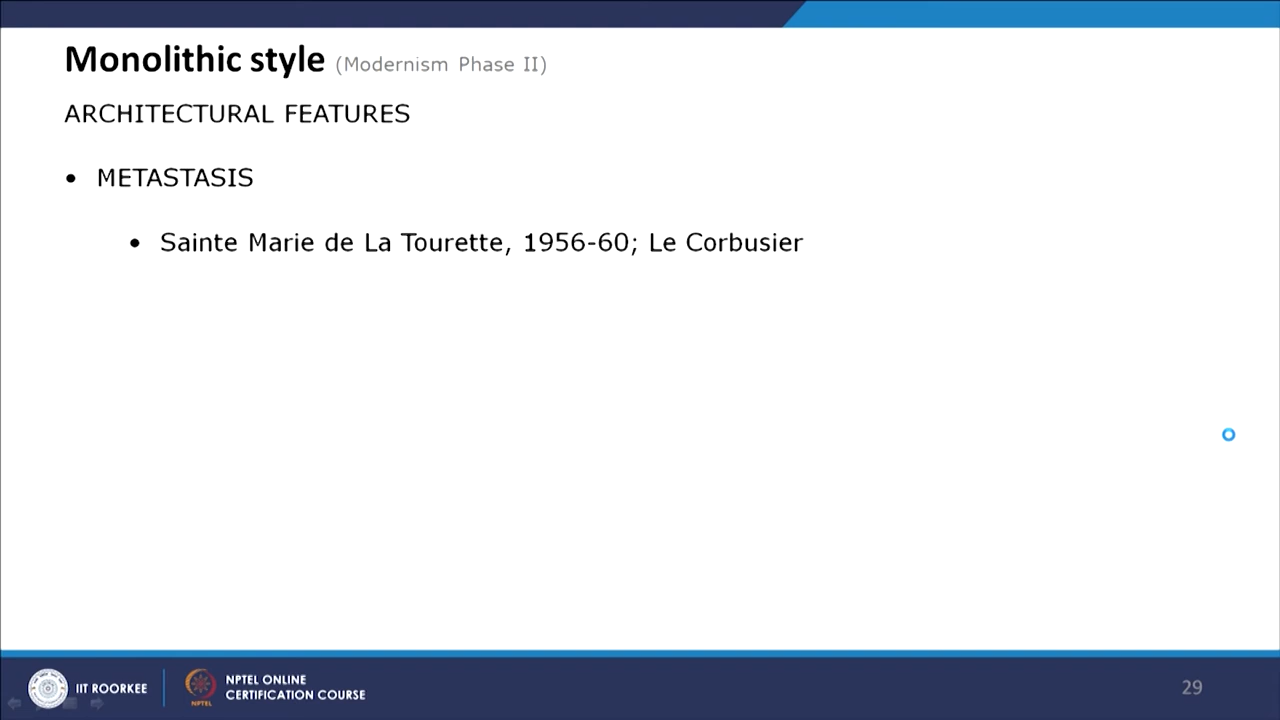 Monolithic style (Modernism Phase II)
ARCHITECTURAL FEATURES
• METASTASIS
• Sainte Marie de La Tourette, 1956-60; Le Corbusier
IIT ROORKEE
NPTEL
NPTEL ONLINE
CERTIFICATION COURSE
29